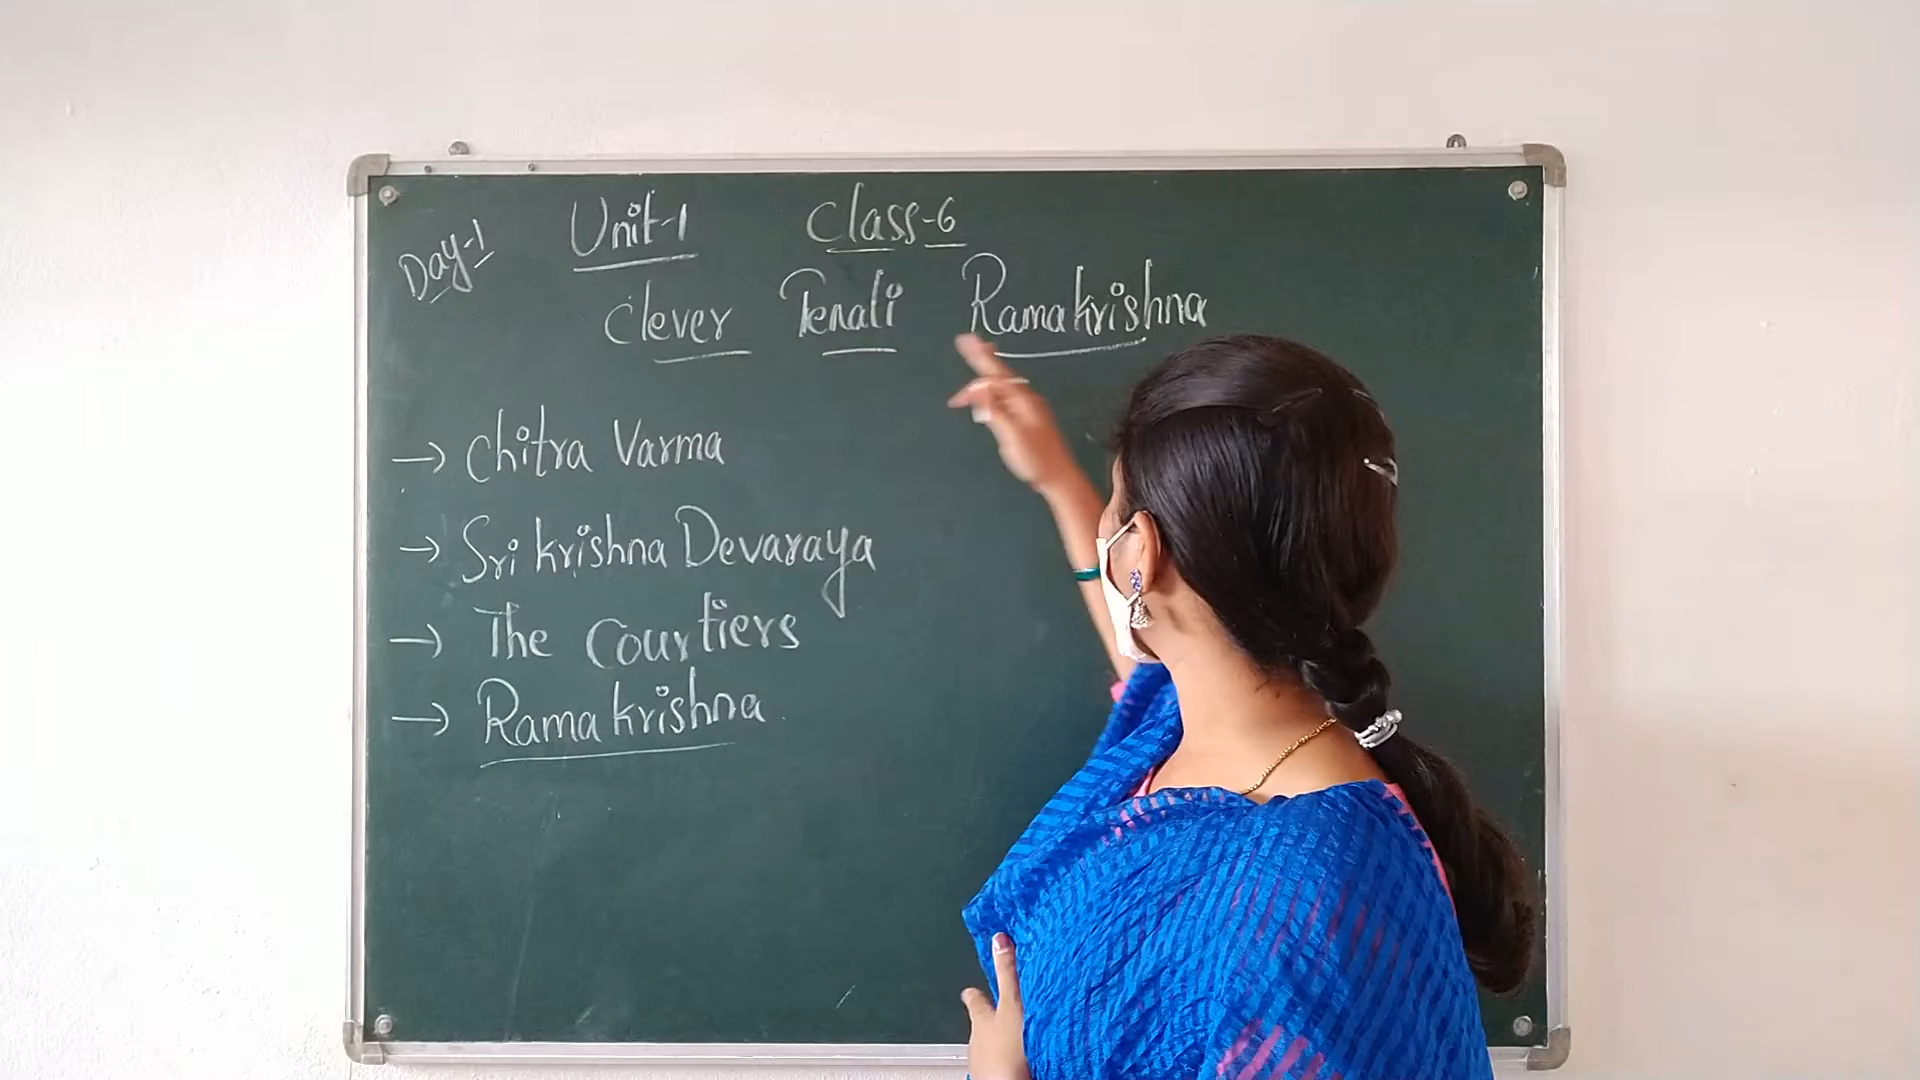 Day-1 Unit-1 Class-6
Clever Tenali Ramakrishna
→ Chitra Varma
→ Sri krishna Devaraya
→ The Courtiers
→ Ramakrishna